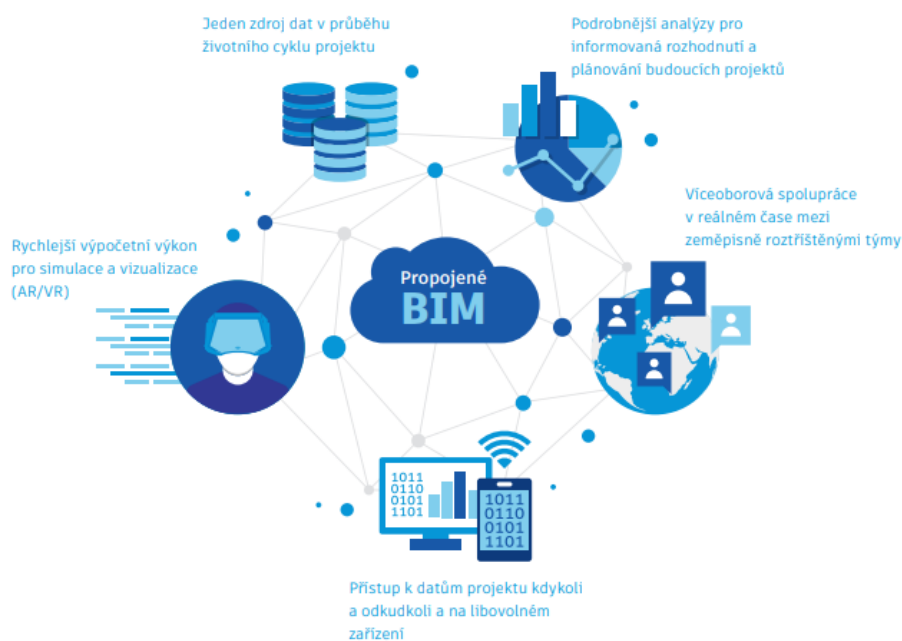 Jeden zdroj dat v průběhu
životního cyklu projektu
Podrobnější analýzy pro
informovaná rozhodnutí a
plánování budoucích projektů
Víceoborová spolupráce
v reálném čase mezi
zeměpisně roztříštěnými týmy
Rychlejší výpočetní výkon
pro simulace a vizualizace
(AR/VR)
Propojené
BIM
1011
0110
0101
1101
1011
0110
0101
1101
Přístup k datům projektu kdykoli
a odkudkoli a na libovolném
zařízení